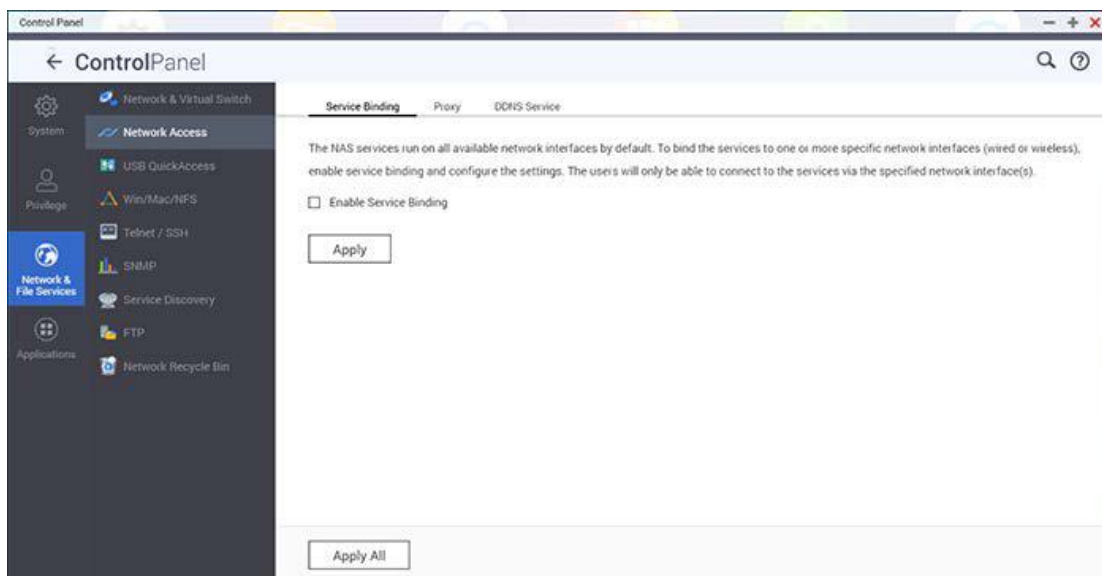 Control Panel
ControlPanel
System
Privilege
Network &
File Services
Applications
Network & Virtual Switch
Network Access
USB QuickAccess
Win/Mac/NFS
Telnet / SSH
SNMP
Service Discovery
FTP
Network Recycle Bin
Service Binding Proxy DDNS Service
The NAS services run on all available network interfaces by default. To bind the services to one or more specific network interfaces (wired or wireless),
enable service binding and configure the settings. The users will only be able to connect to the services via the specified network interface(s).
Enable Service Binding
Apply
Apply All